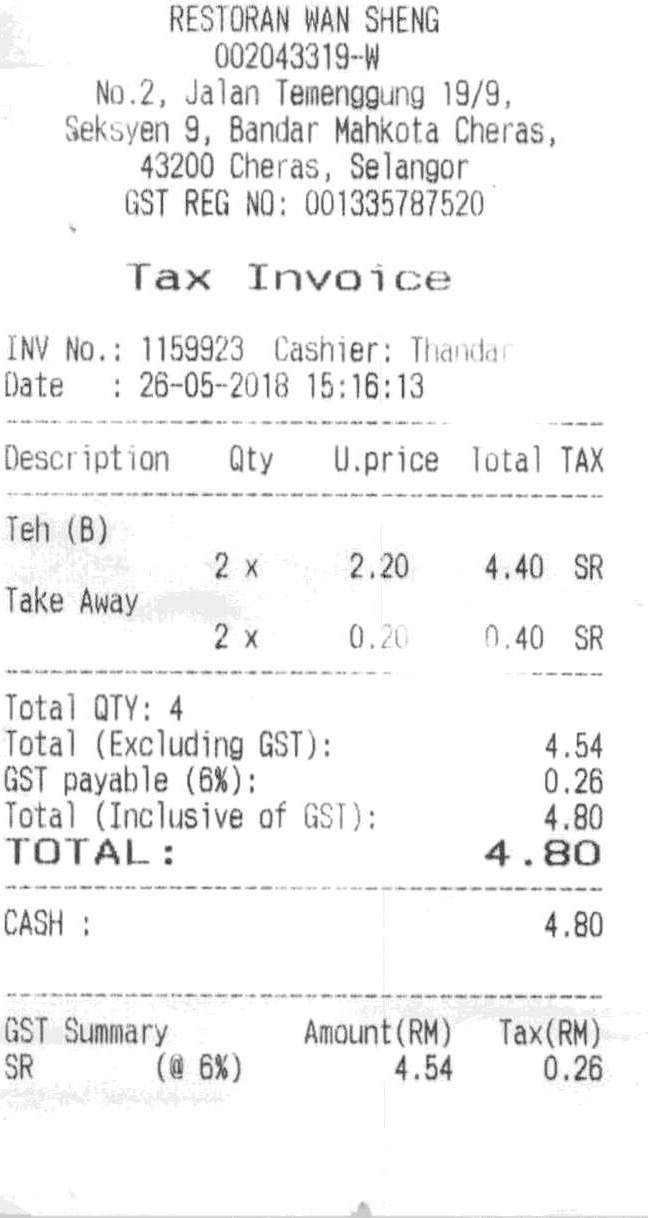 RESTORAN WAN SHENG
002043319-W
No.2, Jalan Temenggung 19/9,
Seksyen 9, Bandar Mahkota Cheras,
43200 Cheras, Selangor
GST REG NO: 001335787520
Tax Invoice
INV No.: 1159923 Cashier: Thandar
Date : 26-05-2018 15:16:13
Description Qty U.price Total TAX
Teh (B)
2 x 2.20 4.40 SR
Take Away
2 x 0.20 0.40 SR
Total QTY: 4
Total (Excluding GST): 4.54
GST payable (6%): 0.26
Total (Inclusive of GST): 4.80
TOTAL: 4.80
CASH : 4.80
GST Summary Amount(RM) Tax(RM)
SR (@ 6%) 4.54 0.26